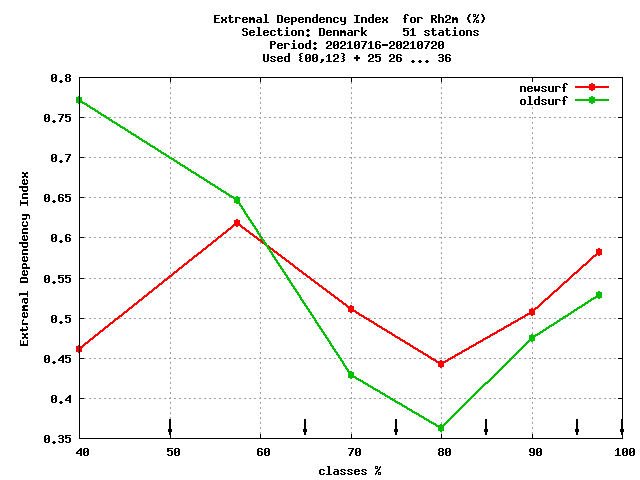 Extremal Dependency Index  for Rh2m (%)
Selection: Denmark     51 stations
Period: 20210716-20210720
Used {00,12} + 25 26 ... 36
newsurf
oldsurf
0.8
0.75
0.7
0.65
0.6
0.55
0.5
0.45
0.4
0.35
Extremal Dependency Index
40 50 60 70 80 90 100
classes %